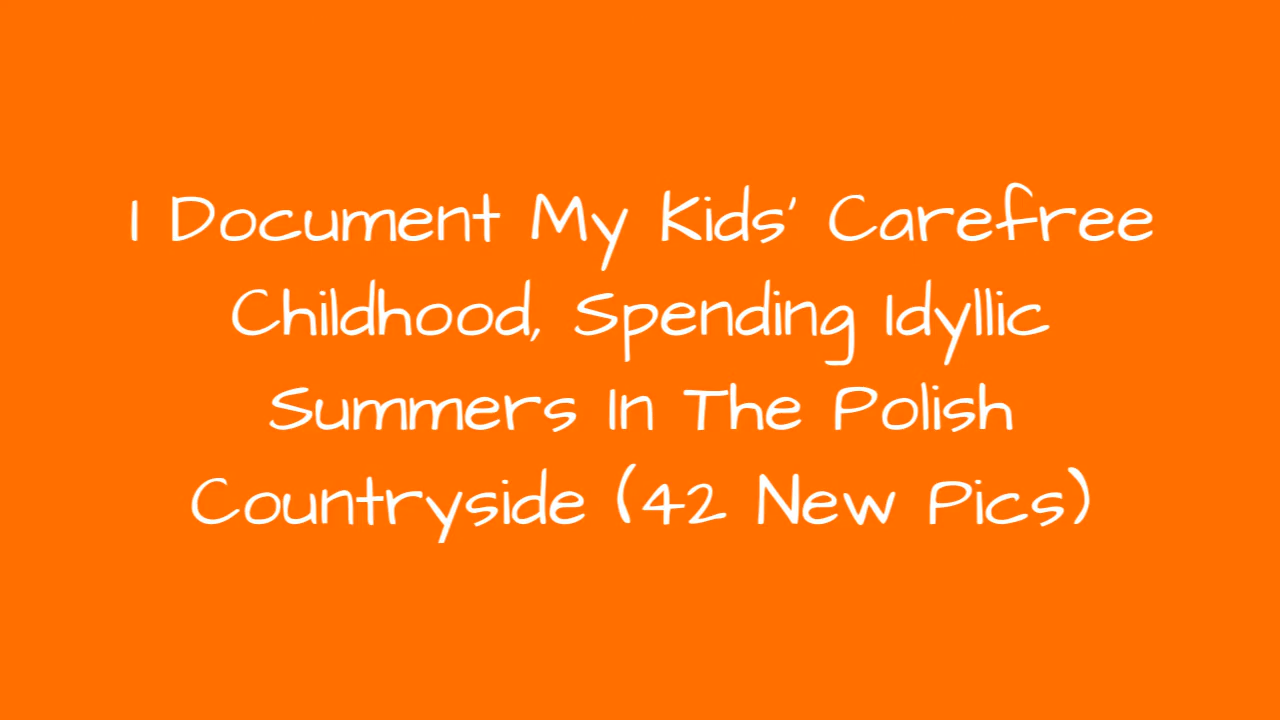 I Document My Kids' Carefree
Childhood, Spending Idyllic
Summers In The Polish
Countryside (42 New Pics)